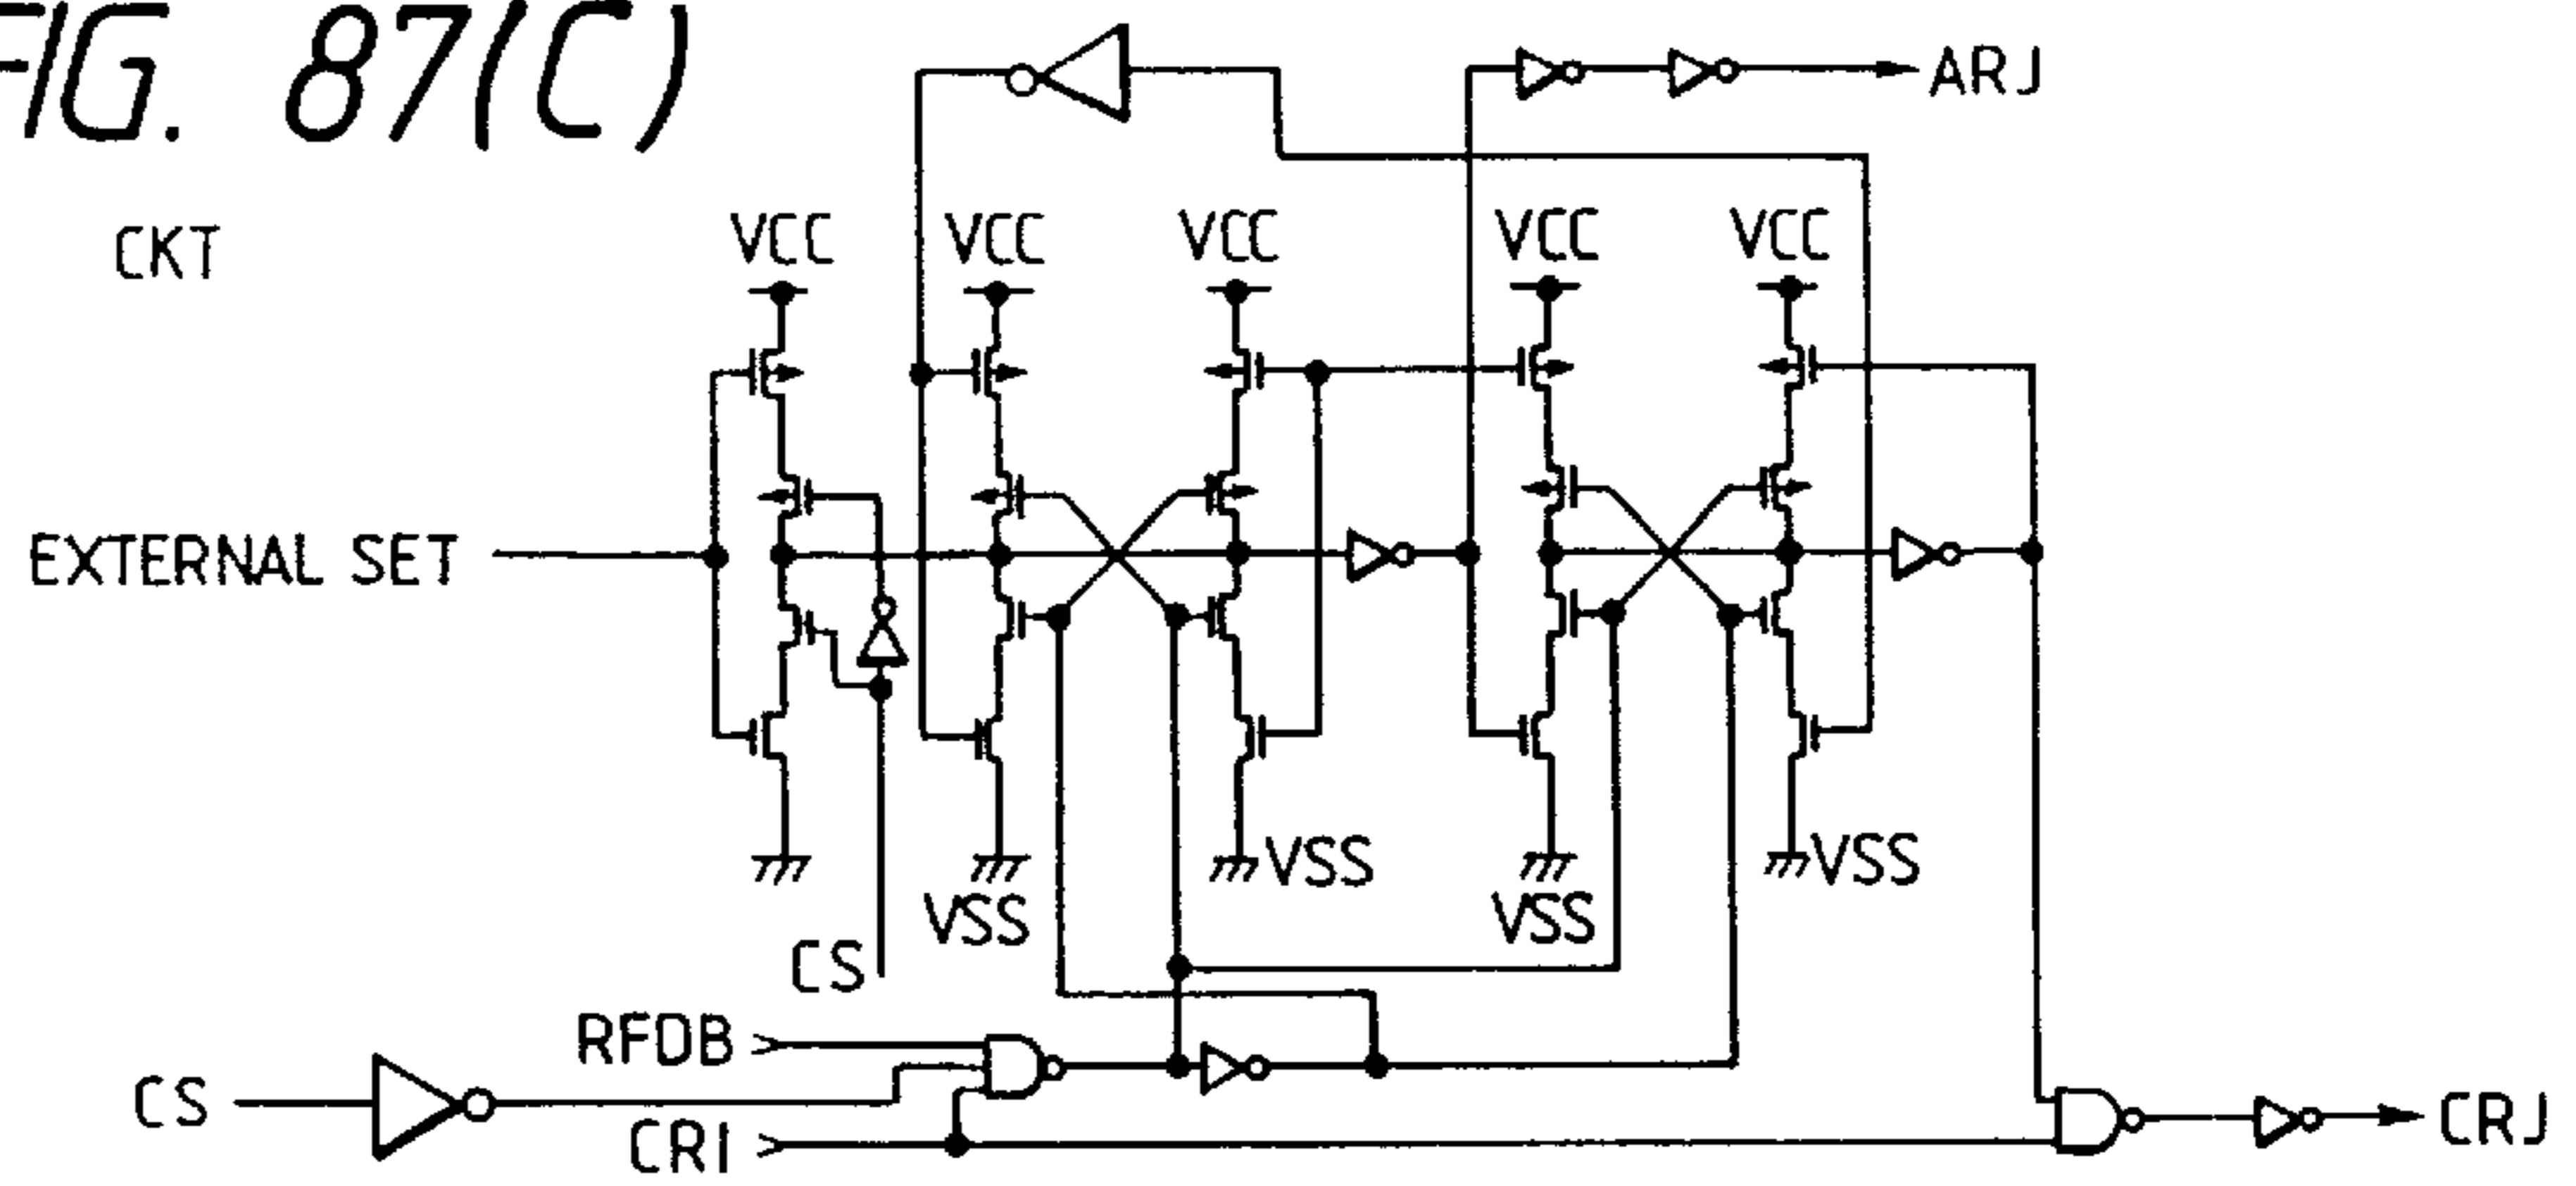 FIG. 87(C)
ARJ
CKT
VCC VCC VCC VCC VCC
EXTERNAL SET
VSS VSS
VSS VSS
CS
RFDB
CS
CRI
CRJ